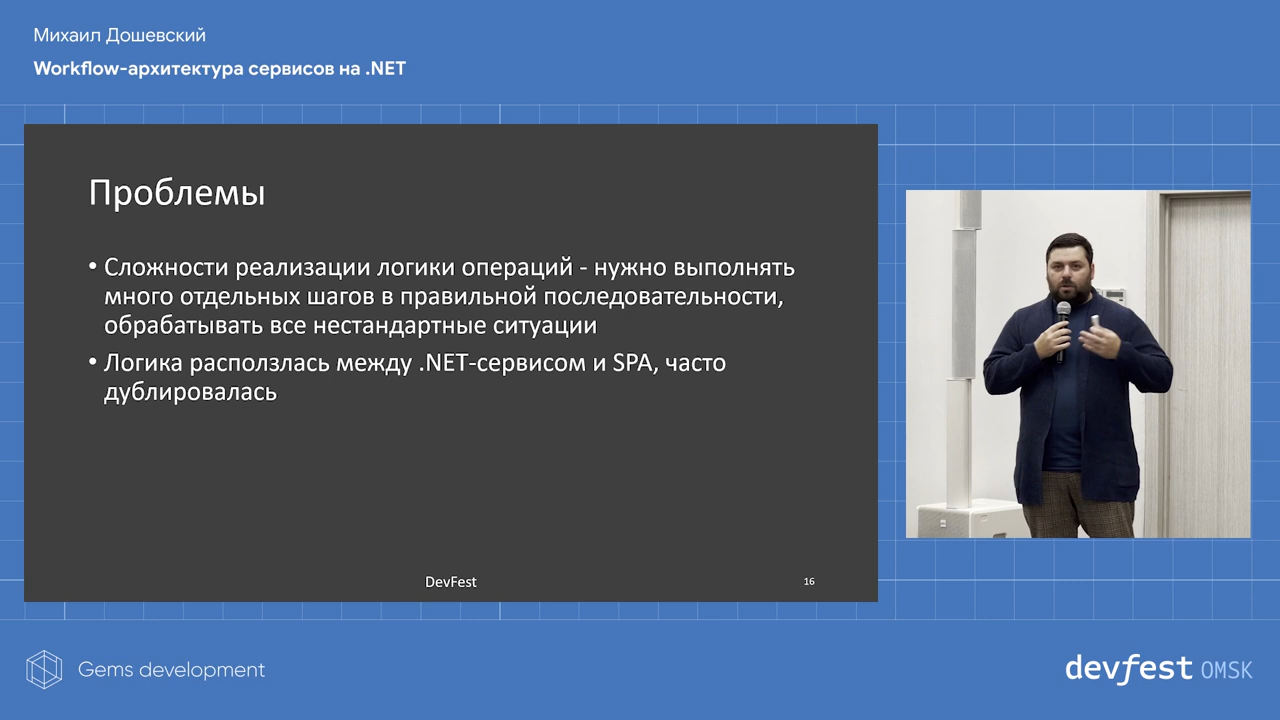 Михаил Дошевский
Workflow-архитектура сервисов на .NET
Проблемы
• Сложности реализации логики операций - нужно выполнять
много отдельных шагов в правильной последовательности,
обрабатывать все нестандартные ситуации
• Логика расползлась между .NET-сервисом и SPA, часто
дублировалась
DevFest
16
Gems development
devfest OMSK